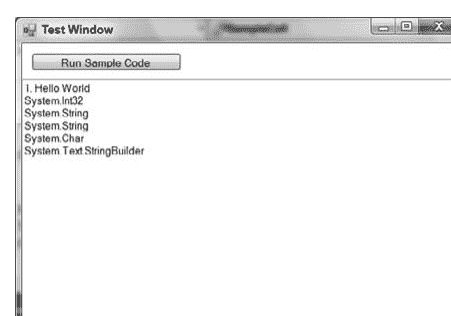 Test Window
Run Sample Code
1. Hello World
System.Int32
System.String
System.String
System.Char
System.Text.StringBuilder